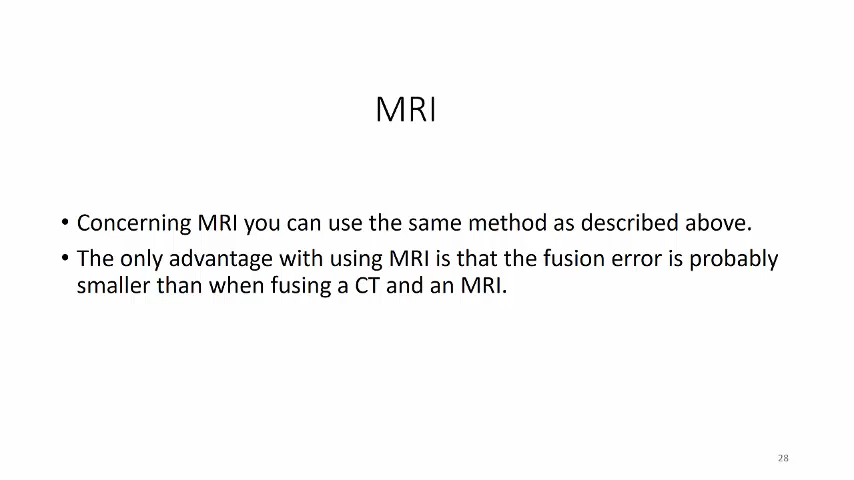 MRI
• Concerning MRI you can use the same method as described above.
• The only advantage with using MRI is that the fusion error is probably
smaller than when fusing a CT and an MRI.
28